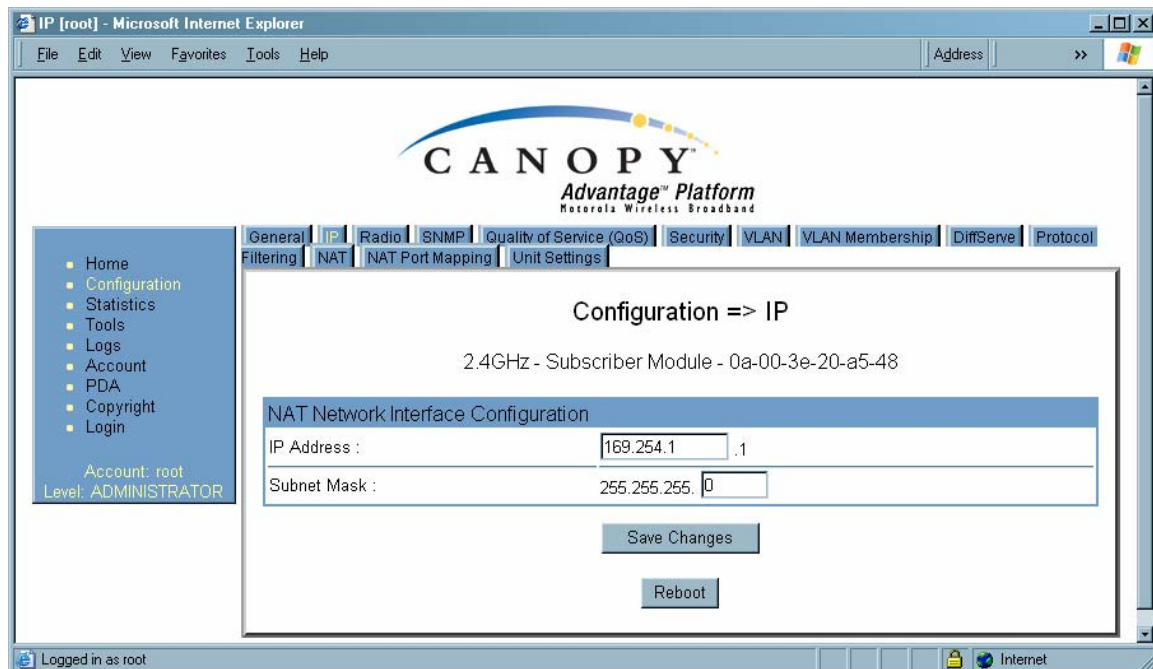 IP [root] - Microsoft Internet Explorer
File Edit View Favorites Tools Help Address »
CANOPY™
Advantage™ Platform
Motorola Wireless Broadband
General IP Radio SNMP Quality of Service (QoS) Security VLAN VLAN Membership DiffServe Protocol
Filtering NAT NAT Port Mapping Unit Settings
Home
Configuration
Statistics
Tools
Logs
Account
PDA
Copyright
Login
Account: root
Level: ADMINISTRATOR
Configuration => IP
2.4GHz - Subscriber Module - 0a-00-3e-20-a5-48
NAT Network Interface Configuration
IP Address : 169.254.1 .1
Subnet Mask : 255.255.255. 0
Save Changes
Reboot
Logged in as root Internet